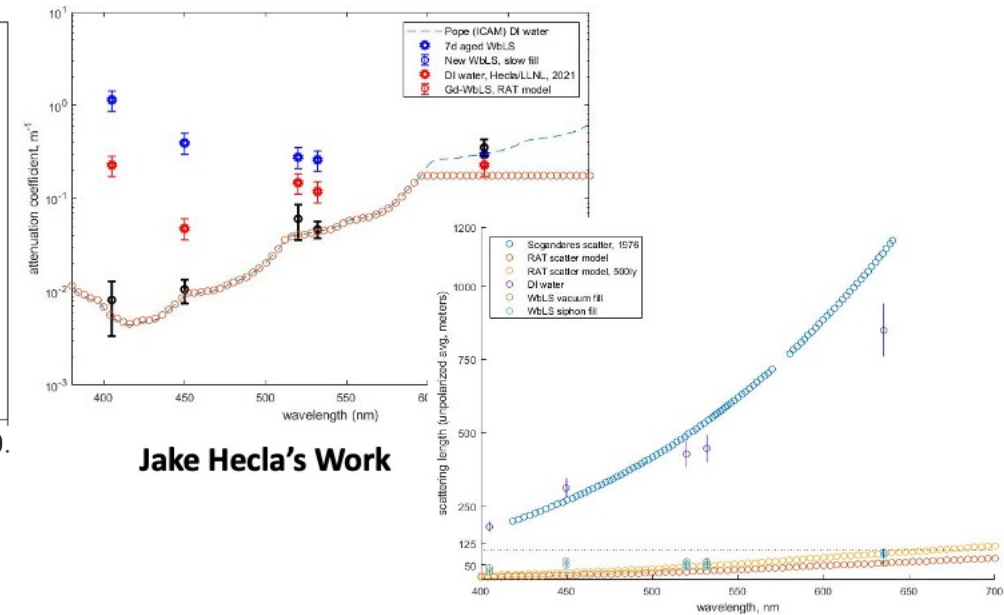 10^1
10^0
10^-1
10^-2
10^-3
attenuation coefficient, m^-1
Pope (ICAM) DI water
7d aged WbLS
New WbLS, slow fill
DI water, Hecla/LLNL, 2021
Gd-WbLS, RAT model
400
450
500
550
wavelength (nm)
).
Jake Hecla's Work
1200
1000
750
500
250
125
50
scattering length (unpolarized avg, meters)
Sogandares scatter, 1976
RAT scatter model
RAT scatter model, 500ly
DI water
WbLS vacuum fill
WbLS siphon fill
400
450
500
550
600
650
700
wavelength, nm